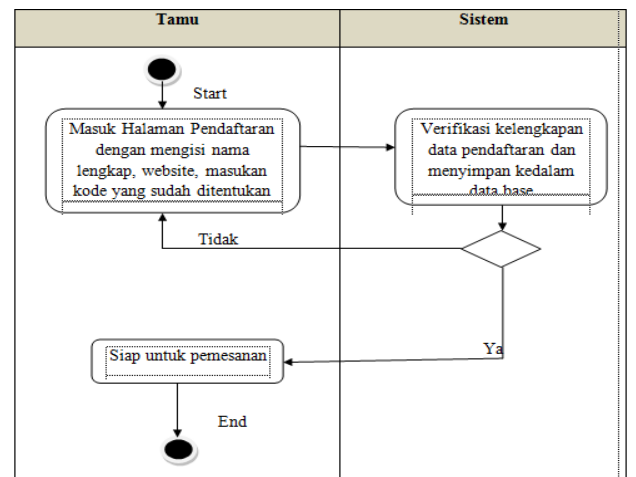 Tamu
Sistem
Start
Masuk Halaman Pendaftaran
dengan mengisi nama
lengkap, website, masukan
kode yang sudah ditentukan
Verifikasi kelengkapan
data pendaftaran dan
menyimpan kedalam
data base
Tidak
Ya
Siap untuk pemesanan
End